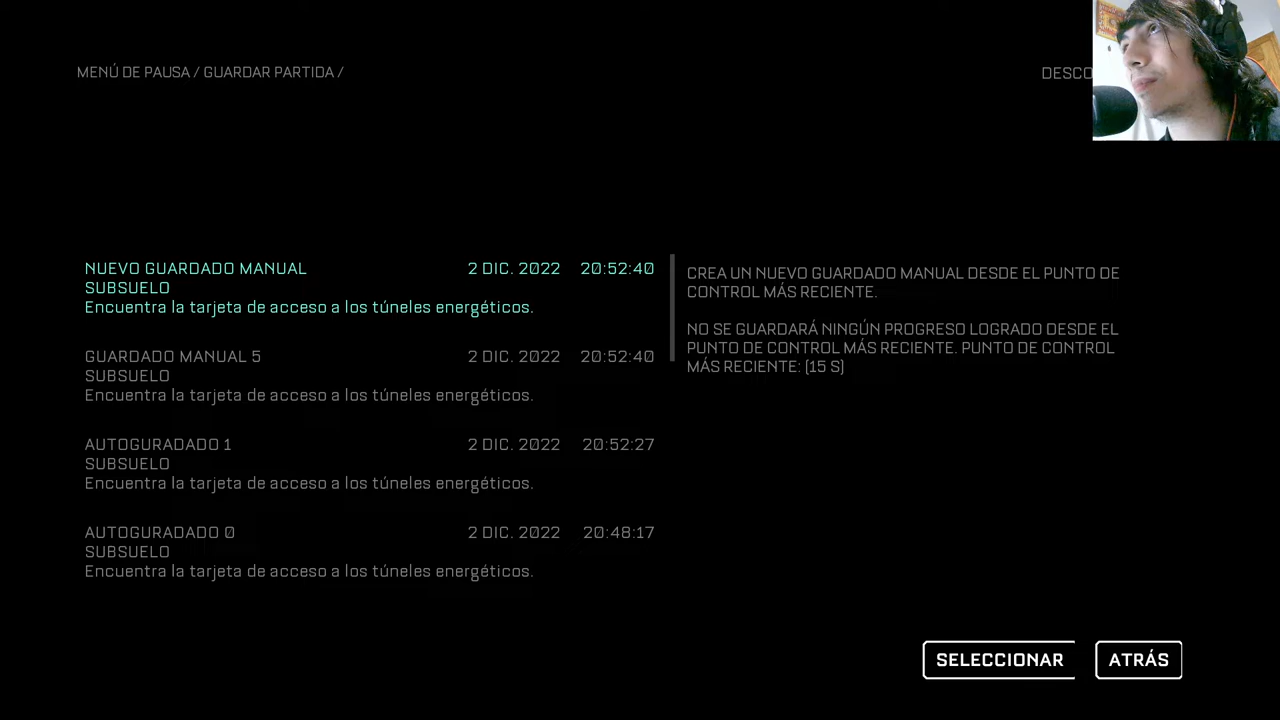 MENÚ DE PAUSA / GUARDAR PARTIDA /
NUEVO GUARDADO MANUAL 2 DIC. 2022 20:52:40
SUBSUELO
Encuentra la tarjeta de acceso a los túneles energéticos.
GUARDADO MANUAL 5 2 DIC. 2022 20:52:40
SUBSUELO
Encuentra la tarjeta de acceso a los túneles energéticos.
AUTOGURADADO 1 2 DIC. 2022 20:52:27
SUBSUELO
Encuentra la tarjeta de acceso a los túneles energéticos.
AUTOGURADADO 0 2 DIC. 2022 20:48:17
SUBSUELO
Encuentra la tarjeta de acceso a los túneles energéticos.
CREA UN NUEVO GUARDADO MANUAL DESDE EL PUNTO DE
CONTROL MÁS RECIENTE.
NO SE GUARDARÁ NINGÚN PROGRESO LOGRADO DESDE EL
PUNTO DE CONTROL MÁS RECIENTE. PUNTO DE CONTROL
MÁS RECIENTE: (15 S)
SELECCIONAR
ATRÁS